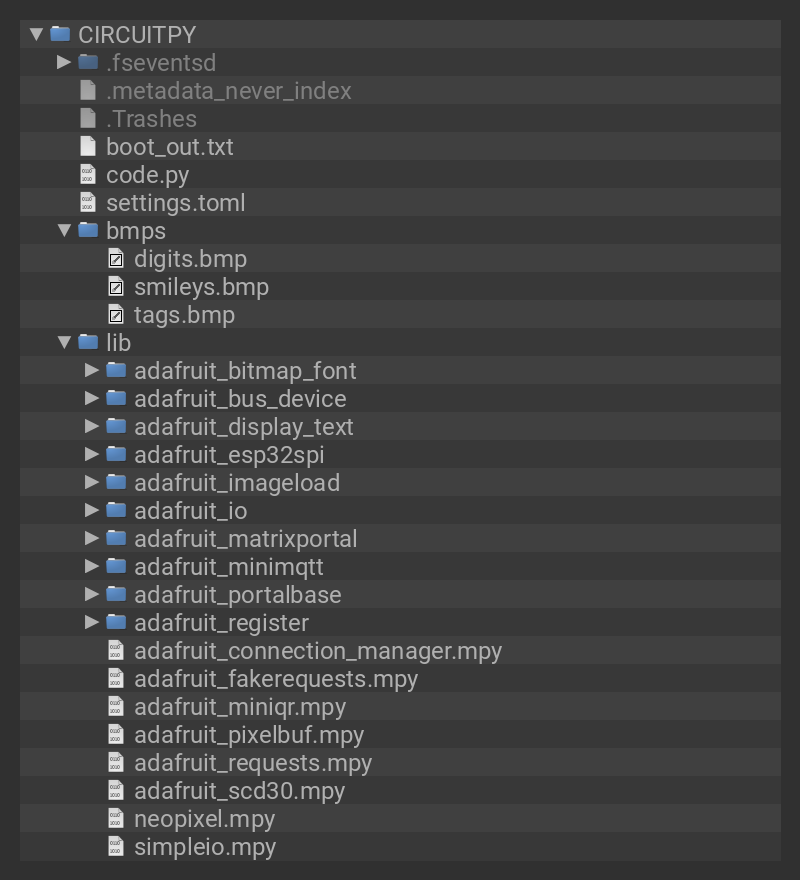 CIRCUITPY
.fseventsd
.metadata_never_index
.Trashes
boot_out.txt
code.py
settings.toml
bmps
digits.bmp
smileys.bmp
tags.bmp
lib
adafruit_bitmap_font
adafruit_bus_device
adafruit_display_text
adafruit_esp32spi
adafruit_imageload
adafruit_io
adafruit_matrixportal
adafruit_minimqtt
adafruit_portalbase
adafruit_register
adafruit_connection_manager.mpy
adafruit_fakerequests.mpy
adafruit_miniqr.mpy
adafruit_pixelbuf.mpy
adafruit_requests.mpy
adafruit_scd30.mpy
neopixel.mpy
simpleio.mpy